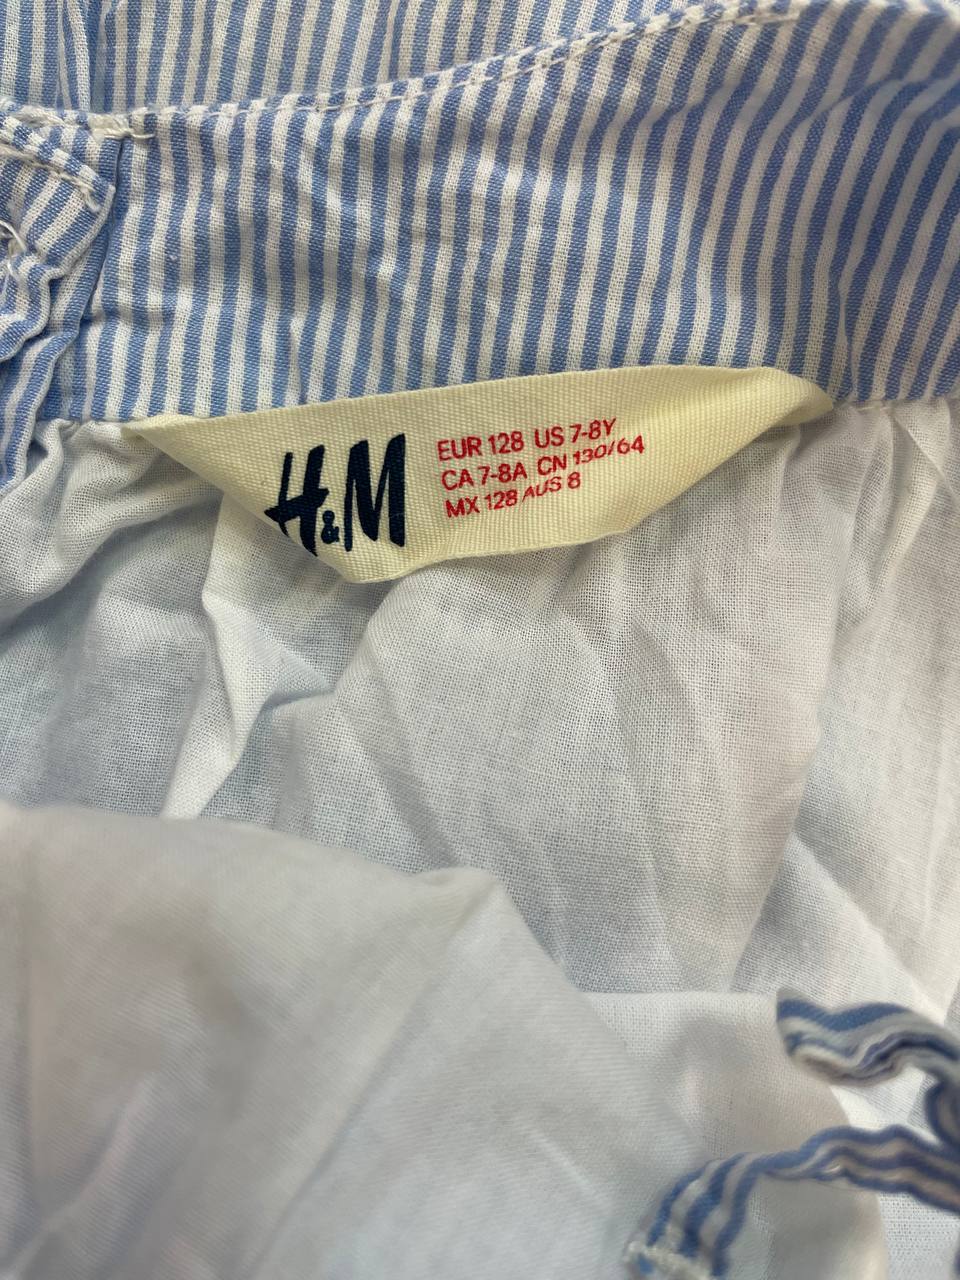 H&M
EUR 128 US 7-8Y
CA 7-8A CN 130/64
MX 128 AUS 8